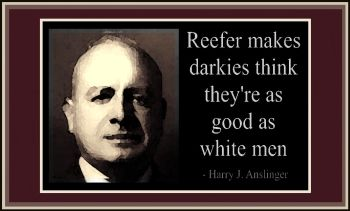 Reefer makes
darkies think
they're as
good as
white men
- Harry J. Anslinger